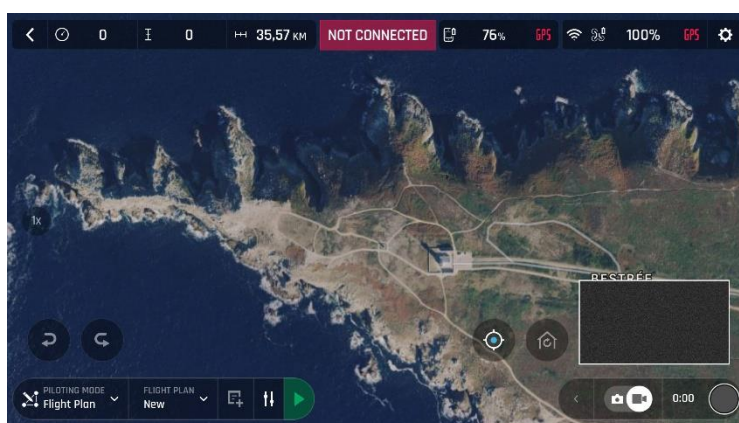 0
0
35,57 KM
NOT CONNECTED
76%
GPS
100%
GPS
1x
BESTRÉE
PILOTING MODE
Flight Plan
FLIGHT PLAN
New
0:00